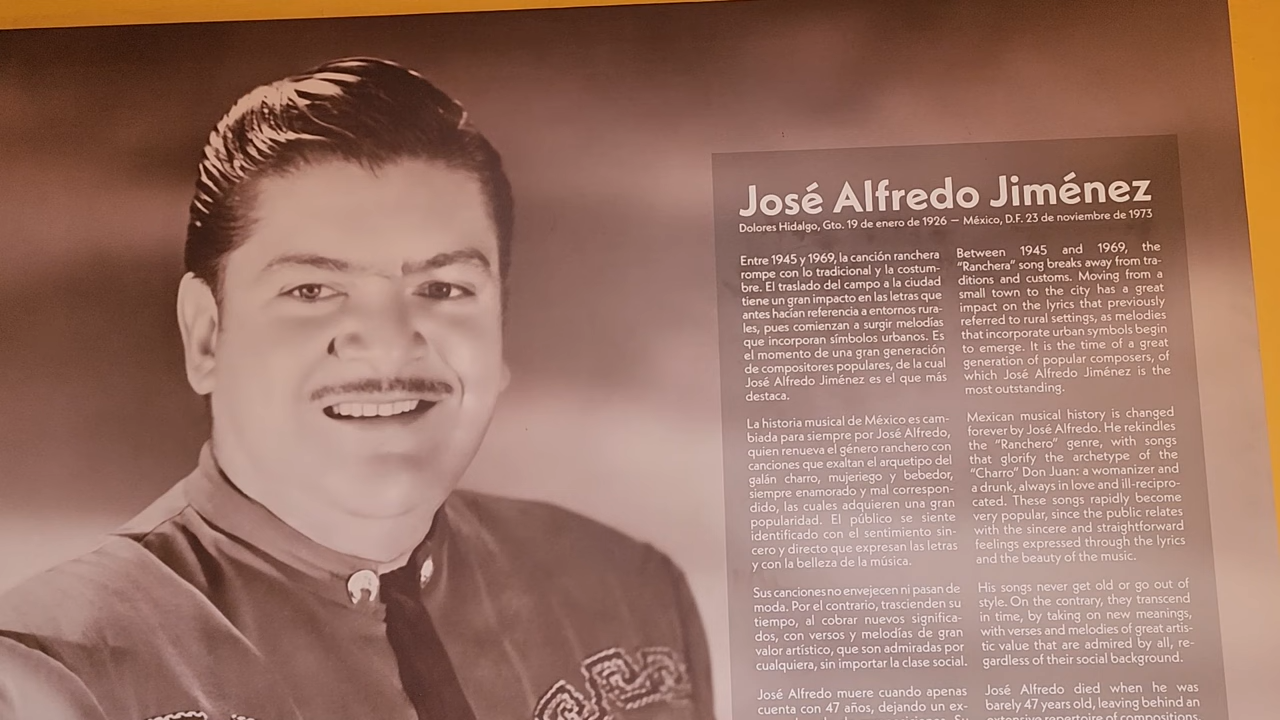 José Alfredo Jiménez
Dolores Hidalgo, Gto. 19 de enero de 1926 — México, D.F. 23 de noviembre de 1973
Entre 1945 y 1969, la canción ranchera
rompe con lo tradicional y la costum-
bre. El traslado del campo a la ciudad
tiene un gran impacto en las letras que
antes hacían referencia a entornos rura-
les, pues comienzan a surgir melodías
que incorporan símbolos urbanos. Es
el momento de una gran generación
de compositores populares, de la cual
José Alfredo Jiménez es el que más
destaca.
La historia musical de México es cam-
biada para siempre por José Alfredo,
quien renueva el género ranchero con
canciones que exaltan el arquetipo del
galán charro, mujeriego y bebedor,
siempre enamorado y mal correspon-
dido, las cuales adquieren una gran
popularidad. El público se siente
identificado con el sentimiento sin-
cero y directo que expresan las letras
y con la belleza de la música.
Sus canciones no envejecen ni pasan de
moda. Por el contrario, trascienden su
tiempo, al cobrar nuevos significa-
dos, con versos y melodías de gran
valor artístico, que son admiradas por
cualquiera, sin importar la clase social.
José Alfredo muere cuando apenas
cuenta con 47 años, dejando un ex-
Between 1945 and 1969, the
“Ranchera” song breaks away from tra-
ditions and customs. Moving from a
small town to the city has a great
impact on the lyrics that previously
referred to rural settings, as melodies
that incorporate urban symbols begin
to emerge. It is the time of a great
generation of popular composers, of
which José Alfredo Jiménez is the
most outstanding.
Mexican musical history is changed
forever by José Alfredo. He rekindles
the “Ranchero” genre, with songs
that glorify the archetype of the
“Charro” Don Juan: a womanizer and
a drunk, always in love and ill-recipro-
cated. These songs rapidly become
very popular, since the public relates
with the sincere and straightforward
feelings expressed through the lyrics
and the beauty of the music.
His songs never get old or go out of
style. On the contrary, they transcend
in time, by taking on new meanings,
with verses and melodies of great artis-
tic value that are admired by all, re-
gardless of their social background.
José Alfredo died when he was
barely 47 years old, leaving behind an
extensive repertoire of compositions.